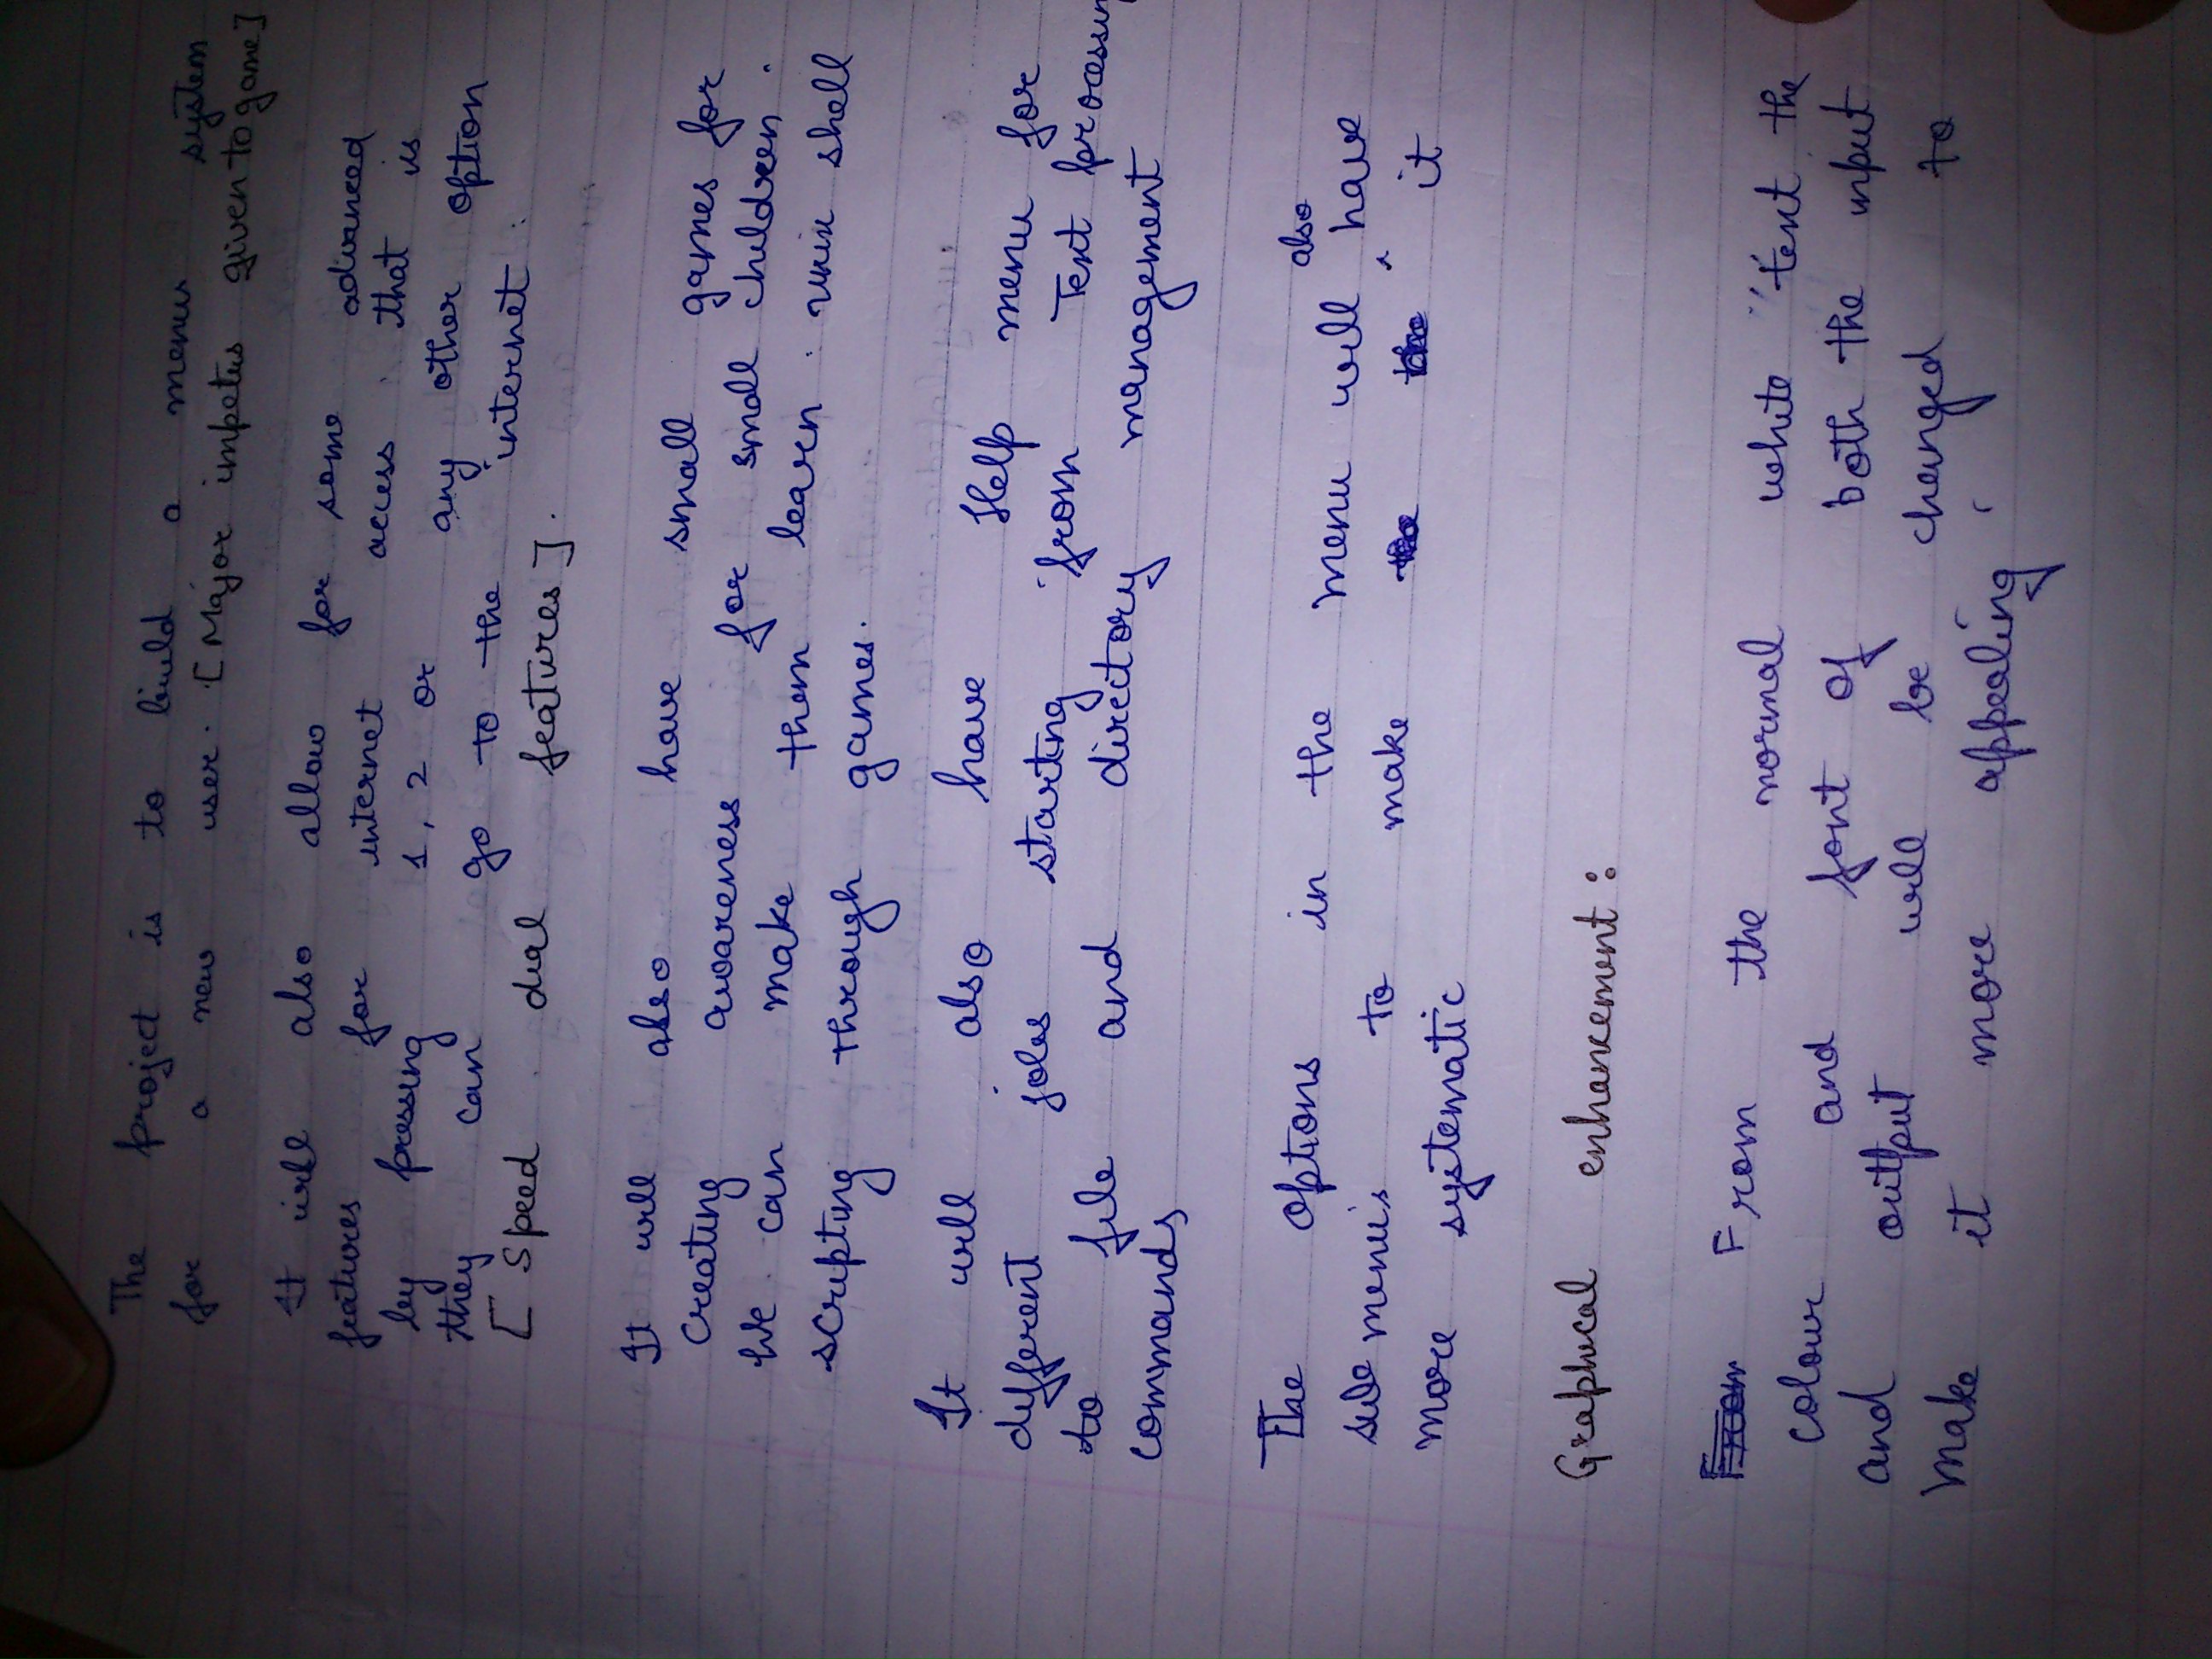 The project is to build a menu system
for a new user. [Major impetus given to game]
It will also allow for some advanced
features for internet access that is
by pressing 1, 2 or any other option
they can go to the internet.
[Speed dial features].
It will also have small games for
creating awareness for small children.
We can make them learn unix shell
scripting through games.
It will also have Help menu for
different jobs starting from Text processin
to file and directory management
commands
The options in the menu will also have
sub menu's to make it
more systematic
Graphical enhancement:
From From the normal white text the
colour and font of both the input
and output will be changed to
make it more appealing